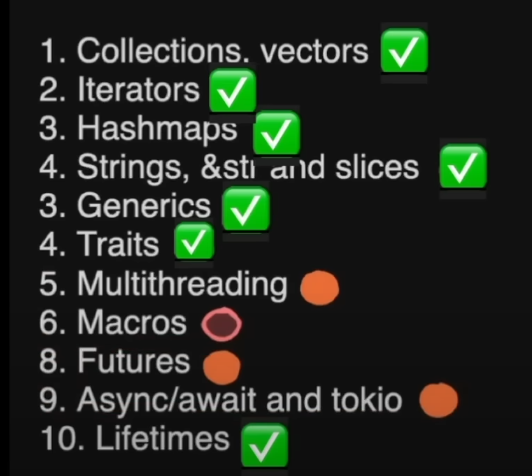 1. Collections. vectors
2. Iterators
3. Hashmaps
4. Strings, &str and slices
3. Generics
4. Traits
5. Multithreading
6. Macros
8. Futures
9. Async/await and tokio
10. Lifetimes